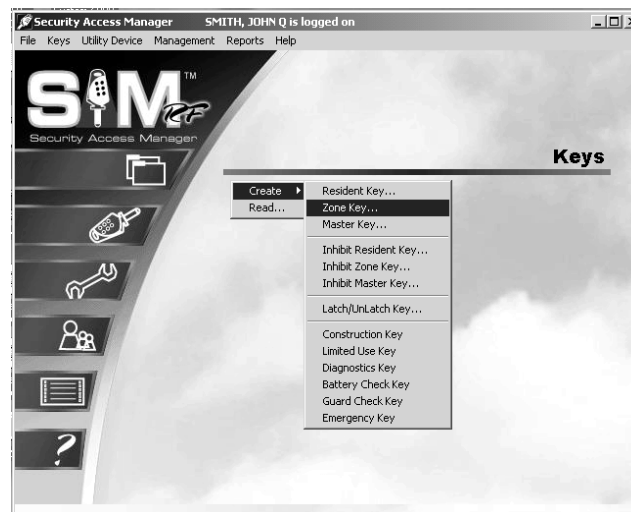 Security Access Manager SMITH, JOHN Q is logged on
File Keys Utility Device Management Reports Help
SAM TM
RF
Security Access Manager
Keys
Create
Read...
Resident Key...
Zone Key...
Master Key...
Inhibit Resident Key...
Inhibit Zone Key...
Inhibit Master Key...
Latch/UnLatch Key...
Construction Key
Limited Use Key
Diagnostics Key
Battery Check Key
Guard Check Key
Emergency Key
?